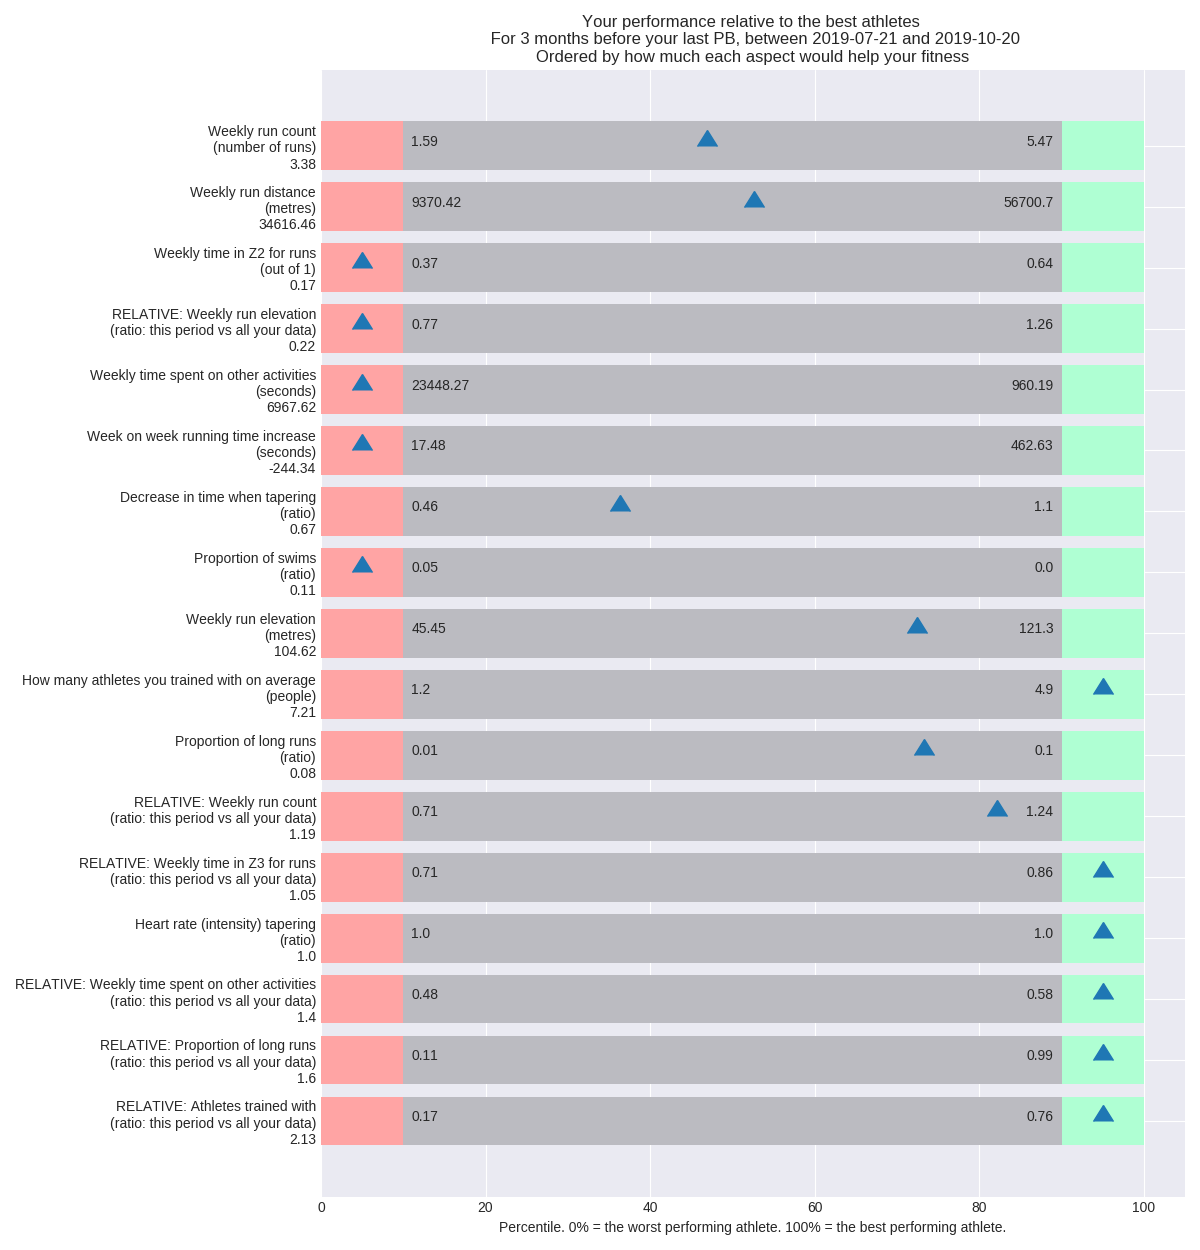 Your performance relative to the best athletes
For 3 months before your last PB, between 2019-07-21 and 2019-10-20
Ordered by how much each aspect would help your fitness
Weekly run count
(number of runs)
3.38
1.59
5.47
Weekly run distance
(metres)
34616.46
9370.42
56700.7
Weekly time in Z2 for runs
(out of 1)
0.17
0.37
0.64
RELATIVE: Weekly run elevation
(ratio: this period vs all your data)
0.22
0.77
1.26
Weekly time spent on other activities
(seconds)
6967.62
23448.27
960.19
Week on week running time increase
(seconds)
-244.34
17.48
462.63
Decrease in time when tapering
(ratio)
0.67
0.46
1.1
Proportion of swims
(ratio)
0.11
0.05
0.0
Weekly run elevation
(metres)
104.62
45.45
121.3
How many athletes you trained with on average
(people)
7.21
1.2
4.9
Proportion of long runs
(ratio)
0.08
0.01
0.1
RELATIVE: Weekly run count
(ratio: this period vs all your data)
1.19
0.71
1.24
RELATIVE: Weekly time in Z3 for runs
(ratio: this period vs all your data)
1.05
0.71
0.86
Heart rate (intensity) tapering
(ratio)
1.0
1.0
1.0
RELATIVE: Weekly time spent on other activities
(ratio: this period vs all your data)
1.4
0.48
0.58
RELATIVE: Proportion of long runs
(ratio: this period vs all your data)
1.6
0.11
0.99
RELATIVE: Athletes trained with
(ratio: this period vs all your data)
2.13
0.17
0.76
0 20 40 60 80 100
Percentile. 0% = the worst performing athlete. 100% = the best performing athlete.